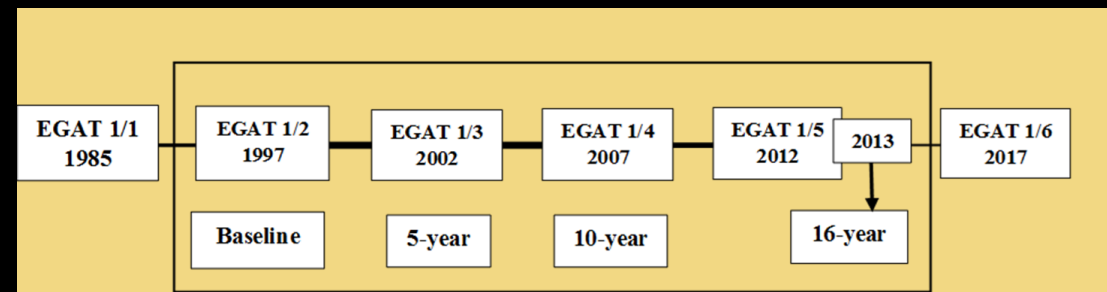 EGAT 1/1
1985
EGAT 1/2
1997
EGAT 1/3
2002
EGAT 1/4
2007
EGAT 1/5
2012
2013
EGAT 1/6
2017
Baseline
5-year
10-year
16-year